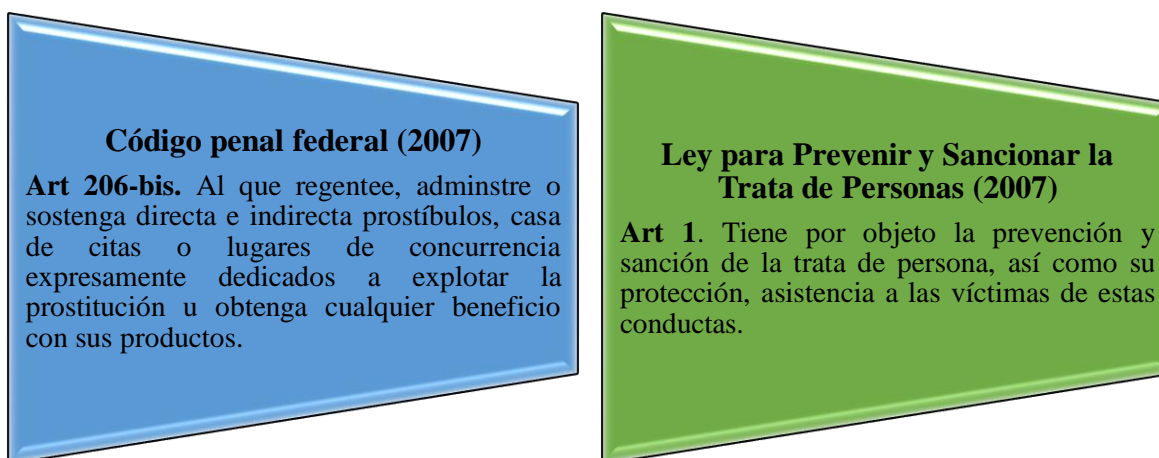 Código penal federal (2007)
Art 206-bis. Al que regentee, adminstre o
sostenga directa e indirecta prostíbulos, casa
de citas o lugares de concurrencia
expresamente dedicados a explotar la
prostitución u obtenga cualquier beneficio
con sus productos.
Ley para Prevenir y Sancionar la
Trata de Personas (2007)
Art 1. Tiene por objeto la prevención y
sanción de la trata de persona, así como su
protección, asistencia a las víctimas de estas
conductas.